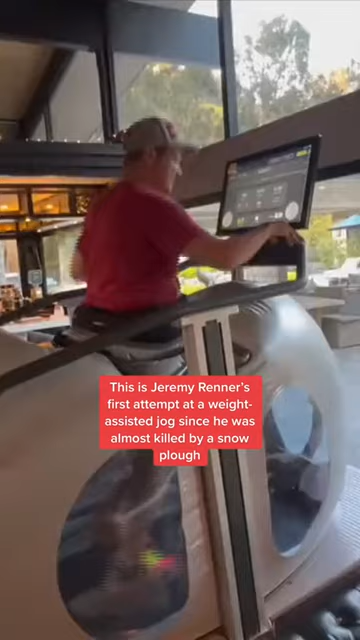 This is Jeremy Renner's
first attempt at a weight-
assisted jog since he was
almost killed by a snow
plough